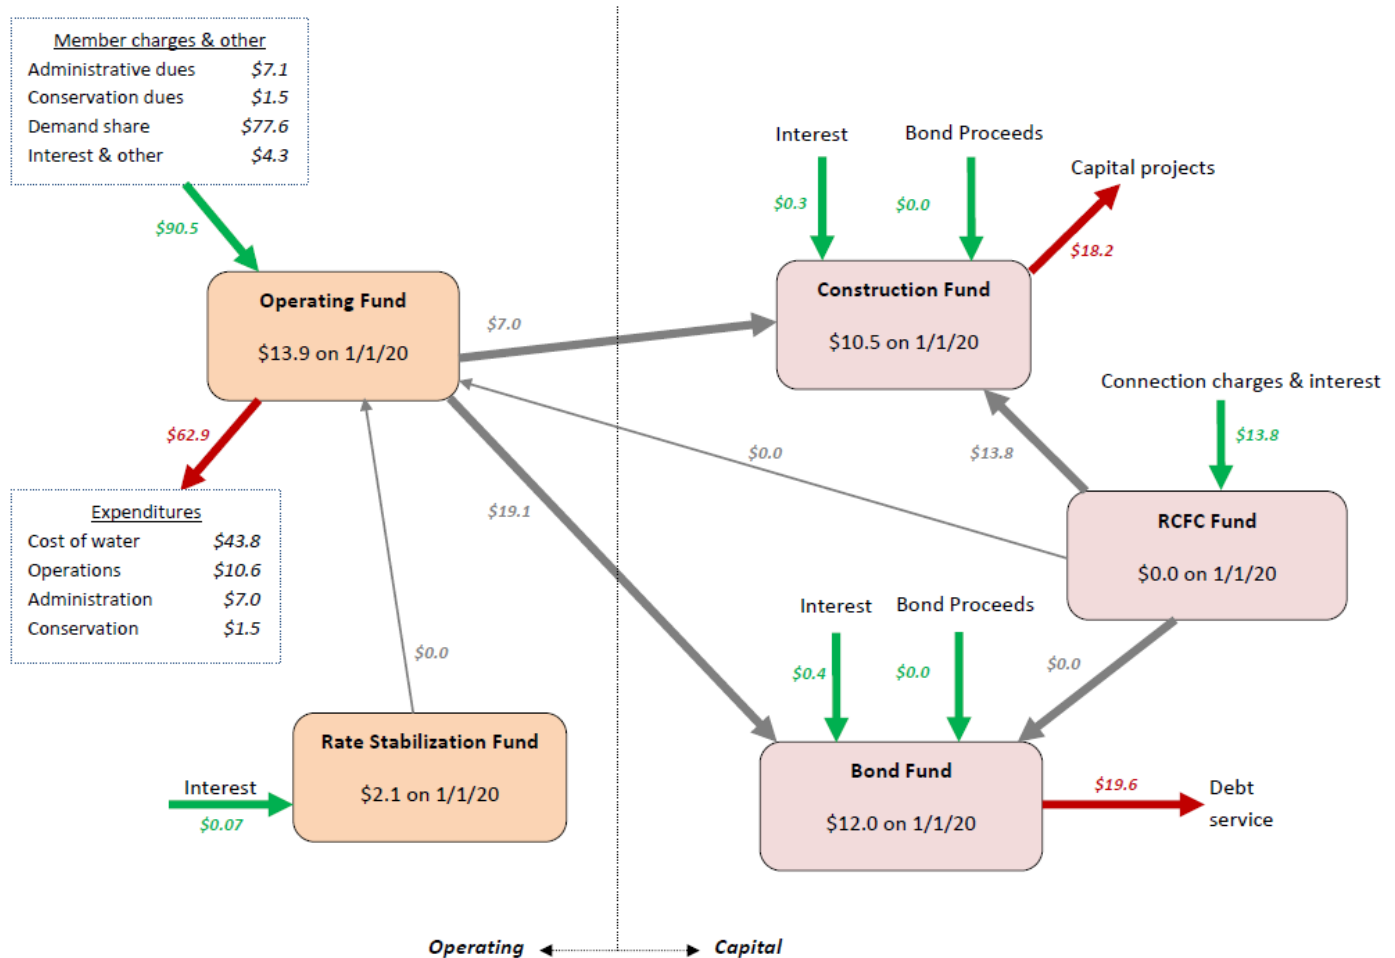 Member charges & other
Administrative dues $7.1
Conservation dues $1.5
Demand share $77.6
Interest & other $4.3
$90.5
Operating Fund
$13.9 on 1/1/20
$62.9
Expenditures
Cost of water $43.8
Operations $10.6
Administration $7.0
Conservation $1.5
$0.0
Rate Stabilization Fund
$2.1 on 1/1/20
Interest
$0.07
$7.0
$0.0
$19.1
Interest
Bond Proceeds
$0.3
$0.0
Capital projects
$18.2
Construction Fund
$10.5 on 1/1/20
Connection charges & interest
$13.8
$13.8
RCFC Fund
$0.0 on 1/1/20
$0.0
Interest
Bond Proceeds
$0.4
$0.0
Bond Fund
$12.0 on 1/1/20
$19.6
Debt
service
Operating
Capital